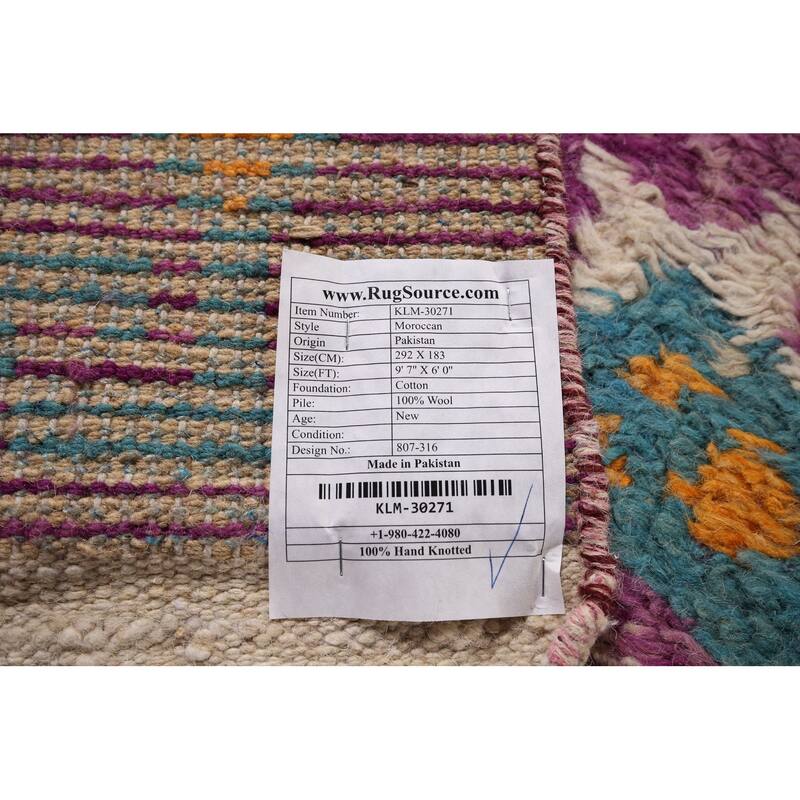 www.RugSource.com
Item Number: KLM-30271
Style Moroccan
Origin Pakistan
Size(CM): 292 X 183
Size(FT): 9' 7" X 6' 0"
Foundation: Cotton
Pile: 100% Wool
Age: New
Condition:
Design No.: 807-316
Made in Pakistan
KLM-30271
+1-980-422-4080
100% Hand Knotted